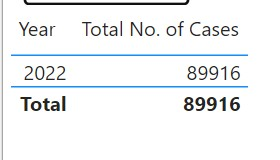 Year Total No. of Cases
2022 89916
Total 89916